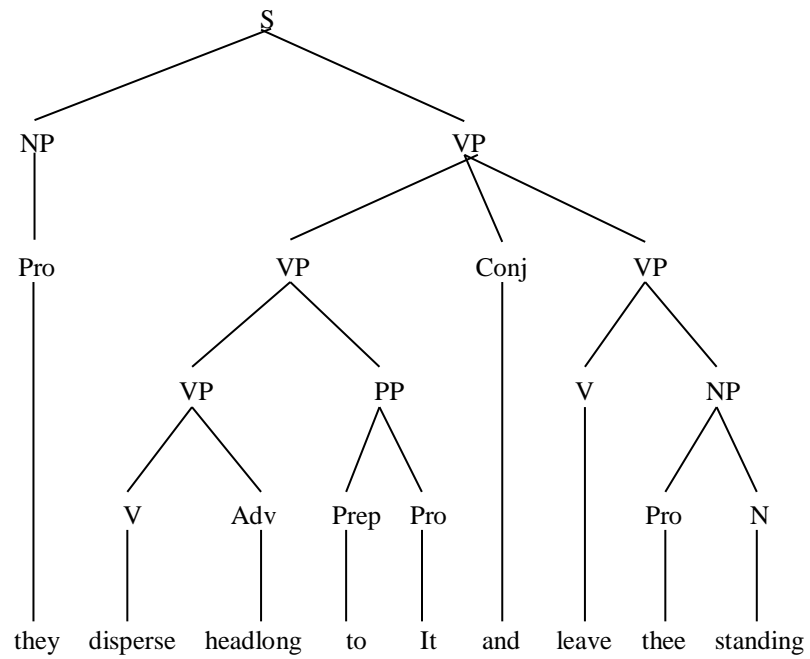 S
NP VP
Pro VP Conj VP
VP PP V NP
V Adv Prep Pro Pro N
they disperse headlong to It and leave thee standing